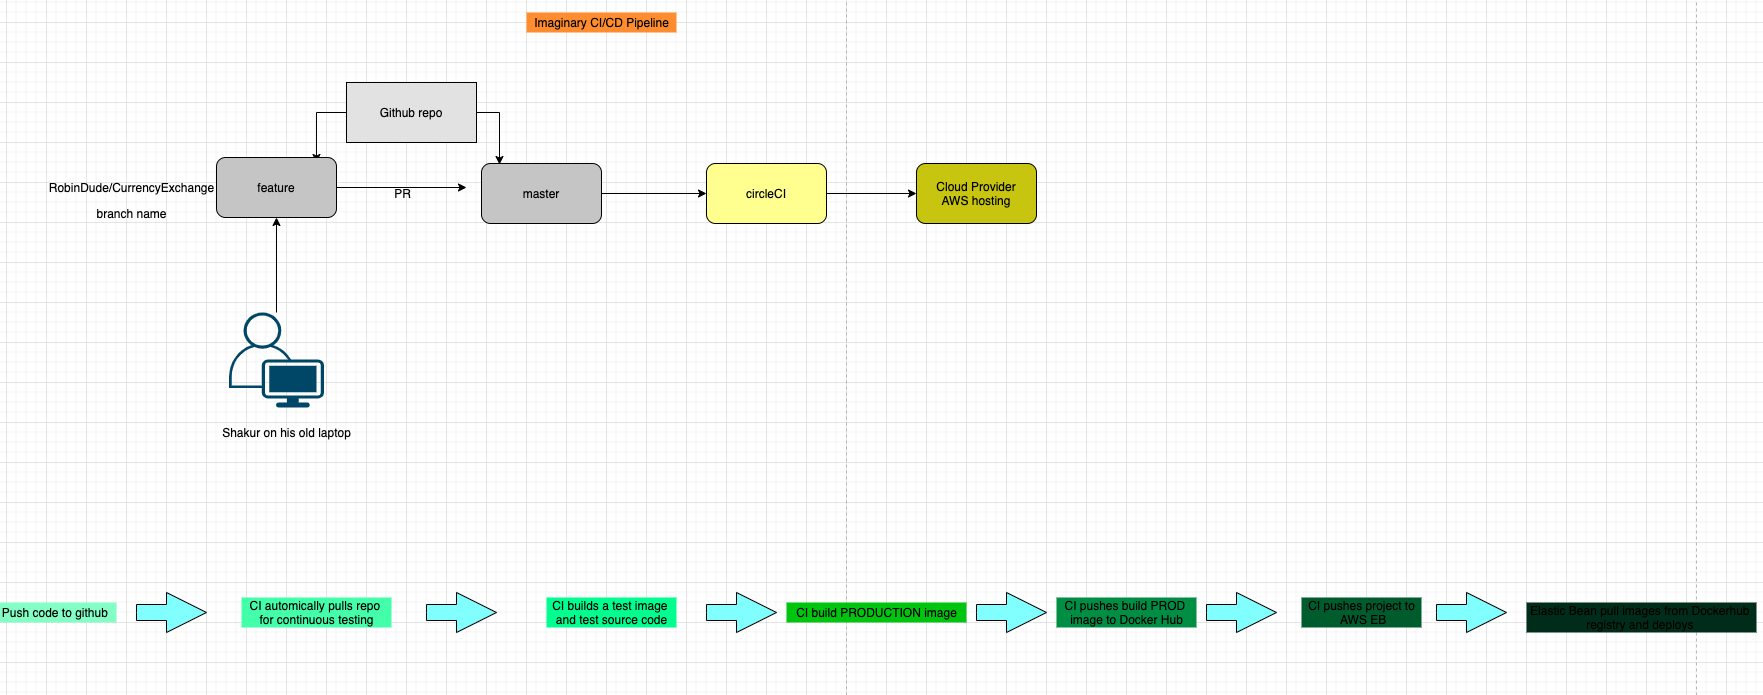 Imaginary CI/CD Pipeline
Github repo
RobinDude/CurrencyExchange
branch name
feature
PR
master
circleCI
Cloud Provider
AWS hosting
Shakur on his old laptop
Push code to github
CI automically pulls repo
for continuous testing
CI builds a test image
and test source code
CI build PRODUCTION image
CI pushes build PROD
image to Docker Hub
CI pushes project to
AWS EB
Elastic Bean pull images from Dockerhub
registry and deploys